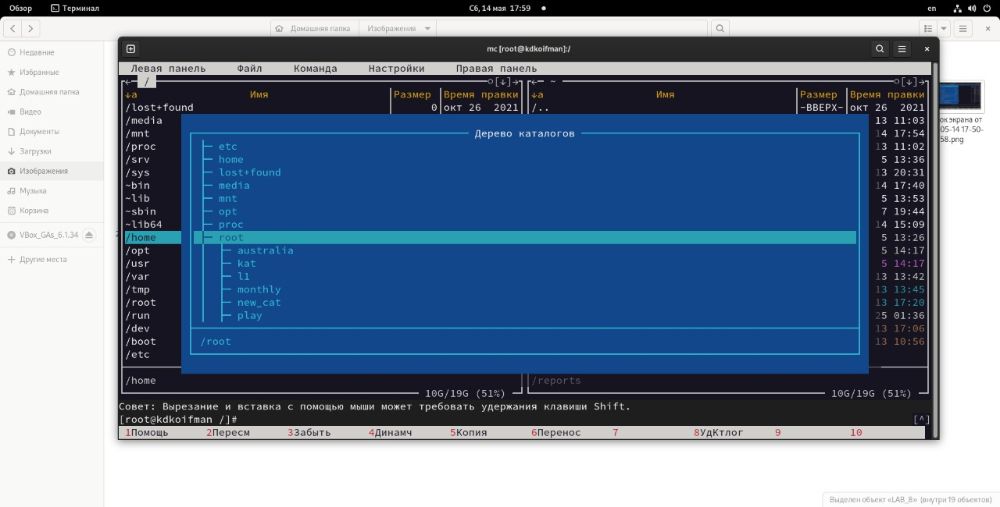 Обзор Терминал Сб, 14 мая 17:59 en
Домашняя папка Изображения
Недавние
Избранные
Домашняя папка
Видео
Документы
Загрузки
Изображения
Музыка
Корзина
VBox_GAs_6.1.34
Другие места
ок экрана от
05-14 17-50-
58.png
mc [root@kdkoifman]:/
Левая панель Файл Команда Настройки Правая панель
/ [↓] ~ [↓]
↓а Имя Размер Время правки ↓а Имя Размер Время правки
/lost+found 0 окт 26 2021 /.. -ВВЕРХ- окт 26 2021
/media 13 11:03
/mnt Дерево каталогов 14 17:54
/proc etc 13 11:02
/srv home 5 13:36
/sys lost+found 13 20:31
~bin media 14 17:40
~lib mnt 5 13:53
~sbin opt 7 19:44
~lib64 proc 14 15:09
/home root 5 13:26
/opt australia 5 14:17
/usr kat 5 14:17
/var l1 13 13:42
/tmp monthly 13 13:45
/root new_cat 13 17:20
/run play 25 01:36
/dev 13 17:06
/boot /root 13 10:56
/etc
/home /reports
10G/19G (51%) 10G/19G (51%)
Совет: Вырезание и вставка с помощью мыши может требовать удержания клавиши Shift.
[root@kdkoifman /]# [^]
1Помощь 2Пересм 3Забыть 4Динамч 5Копия 6Перенос 7 8УдКтлог 9 10
Выделен объект «LAB_8» (внутри 19 объектов)